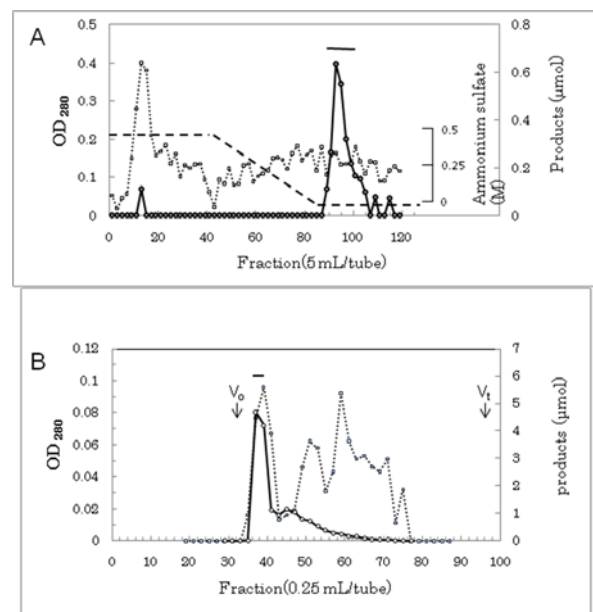 A
0.5
0.4
0.3
0.2
0.1
0
OD280
0 20 40 60 80 100 120
Fraction(5 mL/tube)
0.5
0.25
0
Ammonium sulfate
(M)
0.8
0.6
0.4
0.2
0
Products (µmol)
B
0.12
0.1
0.08
0.06
0.04
0.02
0
OD280
Vo
Vt
0 10 20 30 40 50 60 70 80 90 100
Fraction(0.25 mL/tube)
7
6
5
4
3
2
1
0
products (µmol)